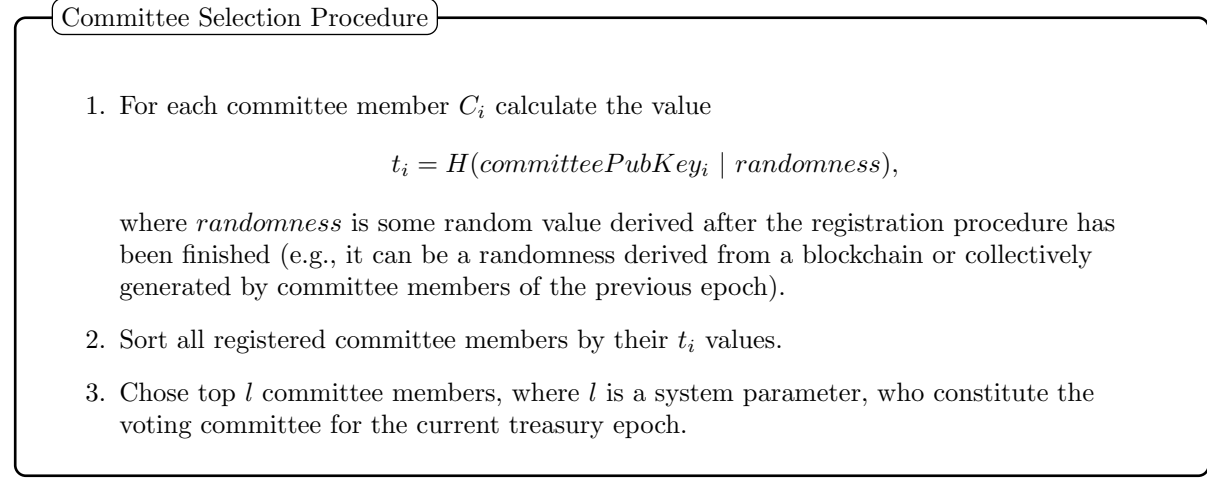 Committee Selection Procedure
1. For each committee member $C_i$ calculate the value
$t_i = H(committeePubKey_i \mid randomness),$
where $randomness$ is some random value derived after the registration procedure has
been finished (e.g., it can be a randomness derived from a blockchain or collectively
generated by committee members of the previous epoch).
2. Sort all registered committee members by their $t_i$ values.
3. Chose top $l$ committee members, where $l$ is a system parameter, who constitute the
voting committee for the current treasury epoch.